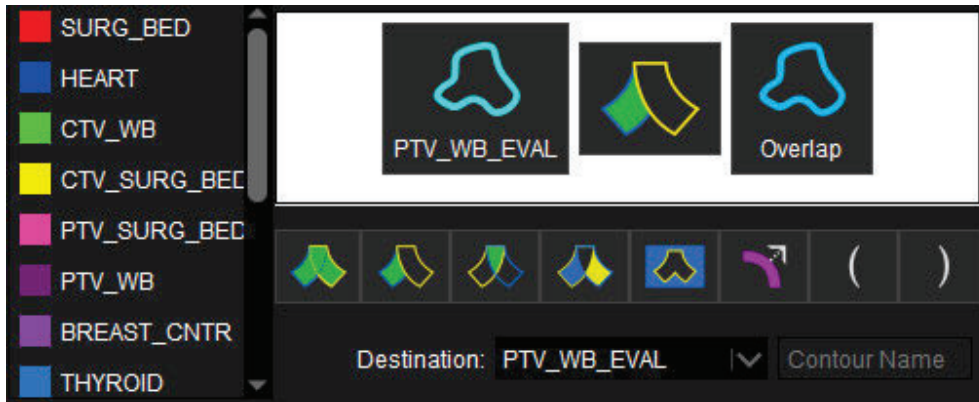 SURG_BED
HEART
CTV_WB
CTV_SURG_BED
PTV_SURG_BED
PTV_WB
BREAST_CNTR
THYROID
PTV_WB_EVAL
Overlap
( )
Destination: PTV_WB_EVAL Contour Name